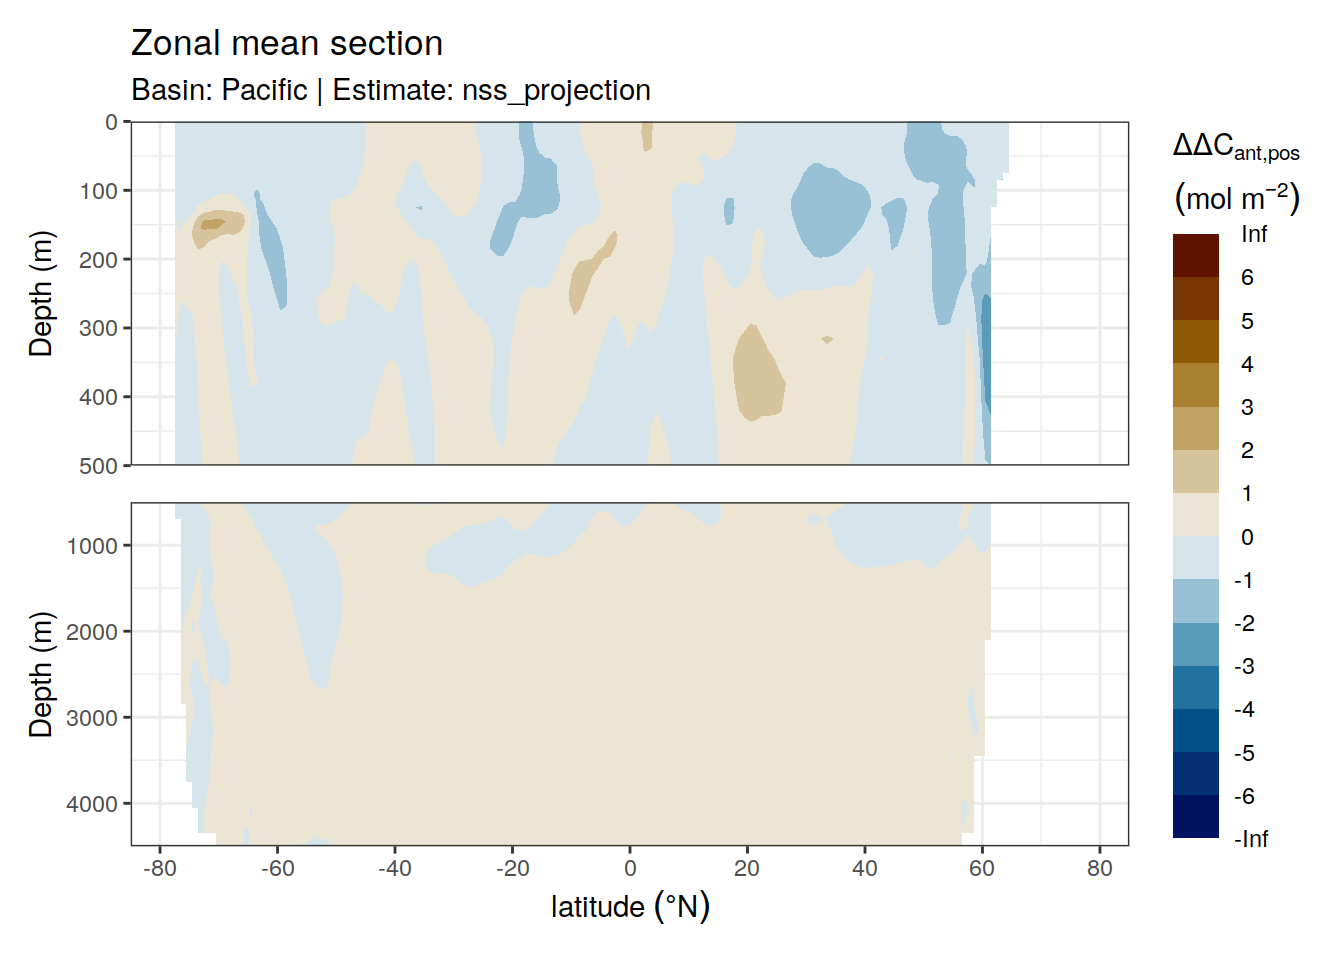 Zonal mean section
Basin: Pacific | Estimate: nss_projection
0
100
200
300
400
500
Depth (m)
1000
2000
3000
4000
Depth (m)
-80 -60 -40 -20 0 20 40 60 80
latitude (°N)
ΔΔCant,pos
(mol m−2)
Inf
6
5
4
3
2
1
0
-1
-2
-3
-4
-5
-6
-Inf